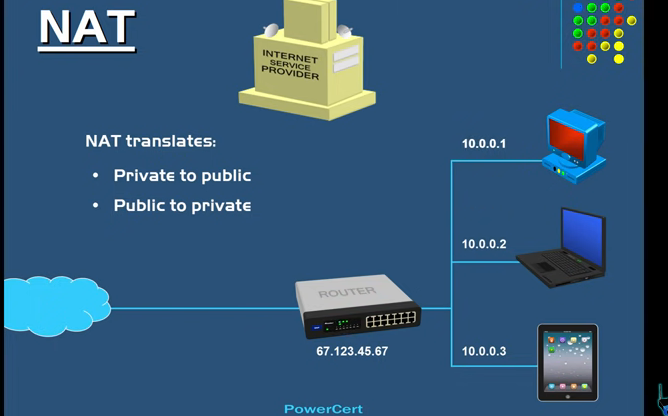 NAT
INTERNET
SERVICE
PROVIDER
NAT translates:
• Private to public
• Public to private
10.0.0.1
10.0.0.2
ROUTER
67.123.45.67
10.0.0.3
PowerCert